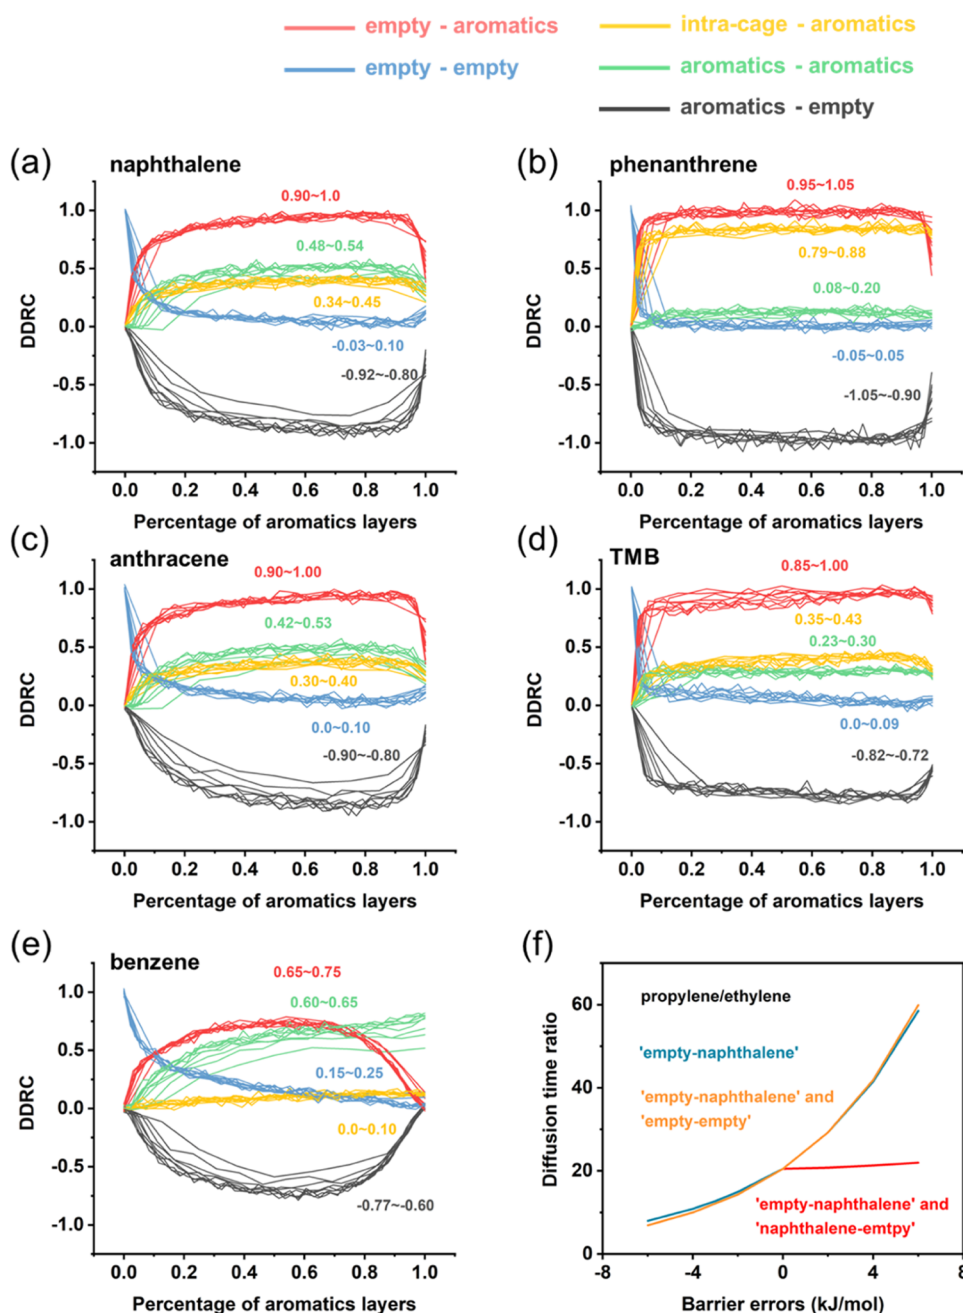 empty - aromatics
intra-cage - aromatics
empty - empty
aromatics - aromatics
aromatics - empty
(a)
naphthalene
0.90~1.0
0.48~0.54
0.34~0.45
-0.03~0.10
-0.92~-0.80
DDRC
1.0
0.5
0.0
-0.5
-1.0
0.0 0.2 0.4 0.6 0.8 1.0
Percentage of aromatics layers
(b)
phenanthrene
0.95~1.05
0.79~0.88
0.08~0.20
-0.05~0.05
-1.05~-0.90
DDRC
1.0
0.5
0.0
-0.5
-1.0
0.0 0.2 0.4 0.6 0.8 1.0
Percentage of aromatics layers
(c)
anthracene
0.90~1.00
0.42~0.53
0.30~0.40
0.0~0.10
-0.90~-0.80
DDRC
1.0
0.5
0.0
-0.5
-1.0
0.0 0.2 0.4 0.6 0.8 1.0
Percentage of aromatics layers
(d)
TMB
0.85~1.00
0.35~0.43
0.23~0.30
0.0~0.09
-0.82~-0.72
DDRC
1.0
0.5
0.0
-0.5
-1.0
0.0 0.2 0.4 0.6 0.8 1.0
Percentage of aromatics layers
(e)
benzene
0.65~0.75
0.60~0.65
0.15~0.25
0.0~0.10
-0.77~-0.60
DDRC
1.0
0.5
0.0
-0.5
-1.0
0.0 0.2 0.4 0.6 0.8 1.0
Percentage of aromatics layers
(f)
propylene/ethylene
'empty-naphthalene'
'empty-naphthalene' and
'empty-empty'
'empty-naphthalene' and
'naphthalene-emtpy'
Diffusion time ratio
60
40
20
0
-8 -4 0 4 8
Barrier errors (kJ/mol)